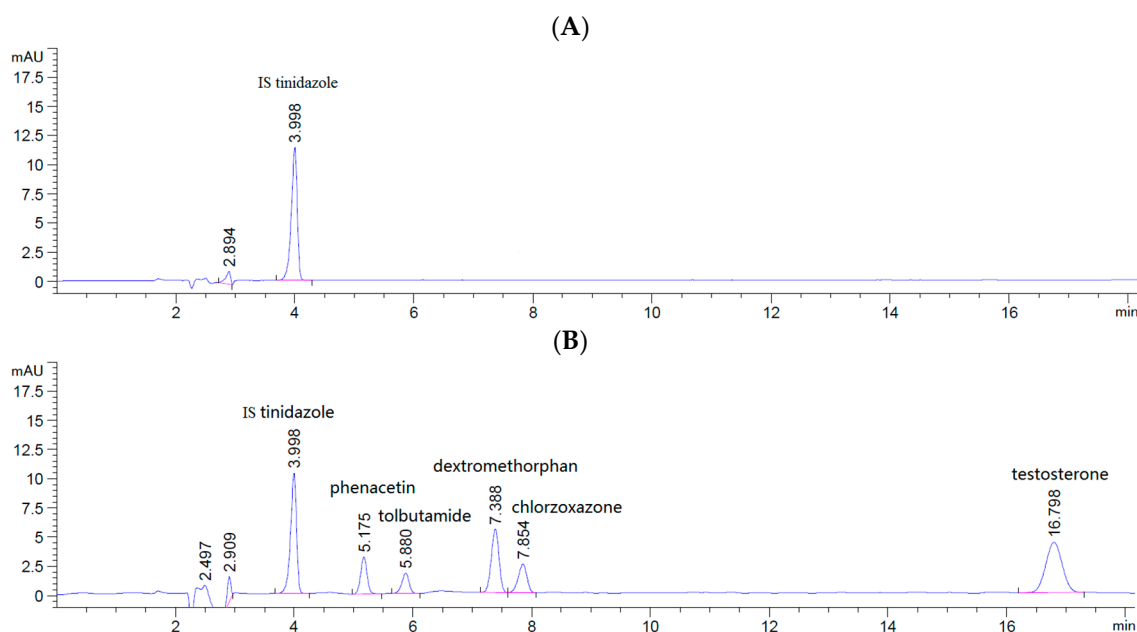 (A)
mAU
17.5
15
12.5
10
7.5
5
2.5
0
IS tinidazole
2.894
3.998
2 4 6 8 10 12 14 16 min
(B)
mAU
17.5
15
12.5
10
7.5
5
2.5
0
IS tinidazole
phenacetin
tolbutamide
dextromethorphan
chlorzoxazone
testosterone
2.497
2.909
3.998
5.175
5.880
7.388
7.854
16.798
2 4 6 8 10 12 14 16 min